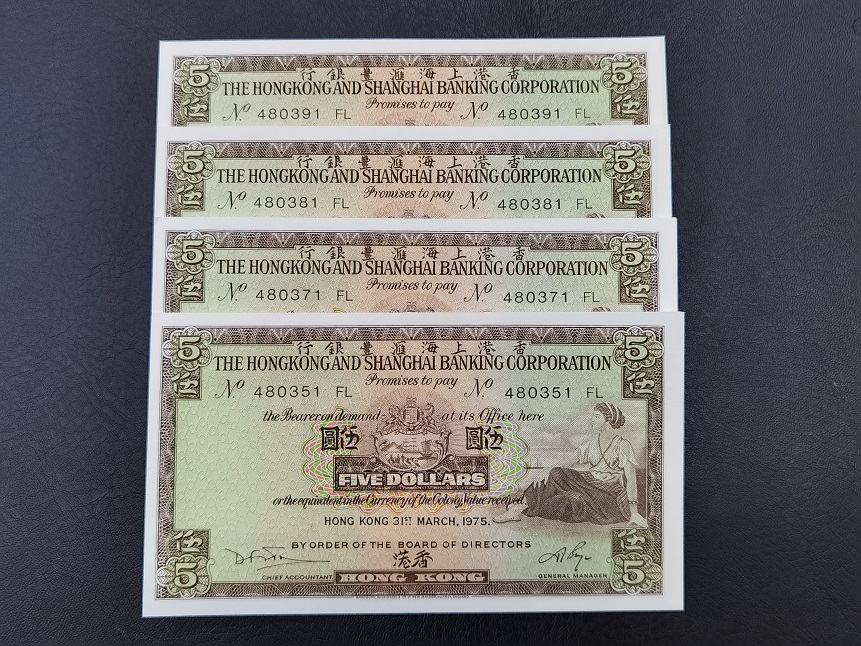 5 行銀豐滙海上港香 5
THE HONGKONG AND SHANGHAI BANKING CORPORATION
Promises to pay
伍 Nº 480391 FL Nº 480391 FL 伍
5 行銀豐滙海上港香 5
THE HONGKONG AND SHANGHAI BANKING CORPORATION
Promises to pay
伍 Nº 480381 FL Nº 480381 FL 伍
5 行銀豐滙海上港香 5
THE HONGKONG AND SHANGHAI BANKING CORPORATION
Promises to pay
伍 Nº 480371 FL Nº 480371 FL 伍
5 行銀豐滙海上港香 5
THE HONGKONG AND SHANGHAI BANKING CORPORATION
Promises to pay
伍 Nº 480351 FL Nº 480351 FL 伍
the Bearer on demand at its Office here
圓伍 圓伍
FIVE DOLLARS
or the equivalent in the Currency of the Colony, Value received
HONG KONG 31ST MARCH, 1975.
BY ORDER OF THE BOARD OF DIRECTORS
伍 港香 伍
5 CHIEF ACCOUNTANT. HONG KONG GENERAL MANAGER 5